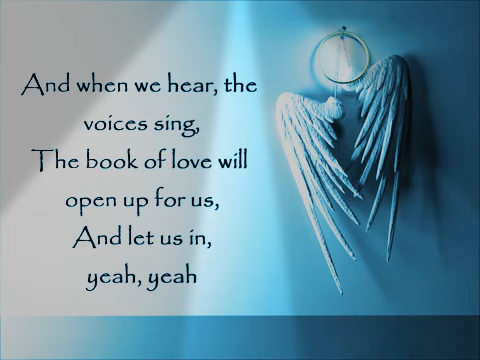 And when we hear, the
voices sing,
The book of love will
open up for us,
And let us in,
yeah, yeah